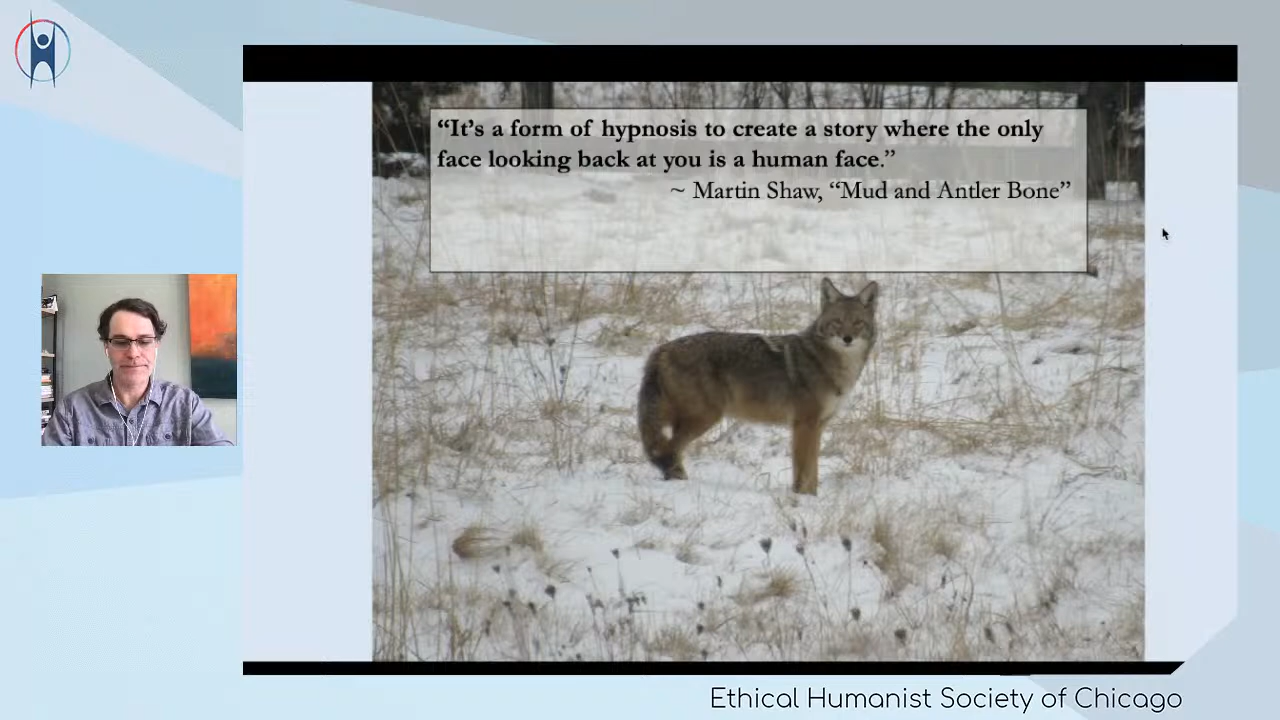 “It’s a form of hypnosis to create a story where the only
face looking back at you is a human face.”
~ Martin Shaw, “Mud and Antler Bone”
Ethical Humanist Society of Chicago